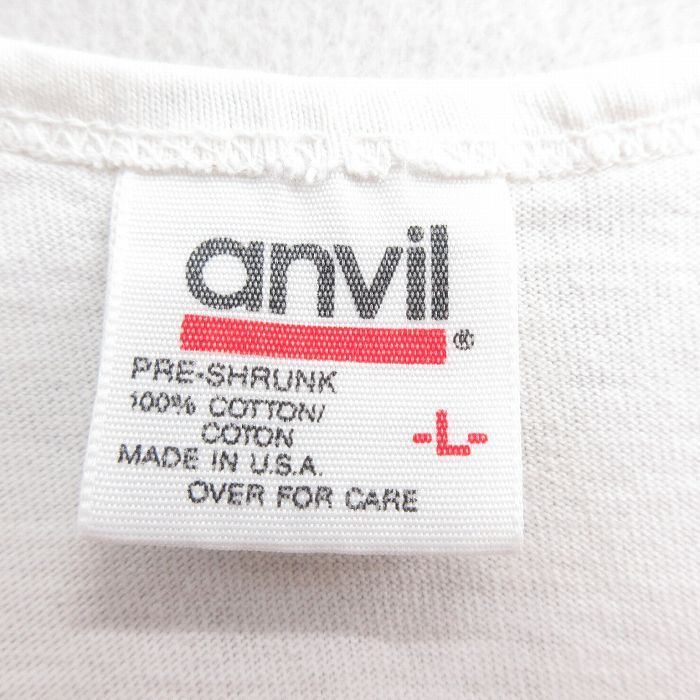 anvil®
PRE-SHRUNK
100% COTTON/
COTON
-L-
MADE IN U.S.A.
OVER FOR CARE